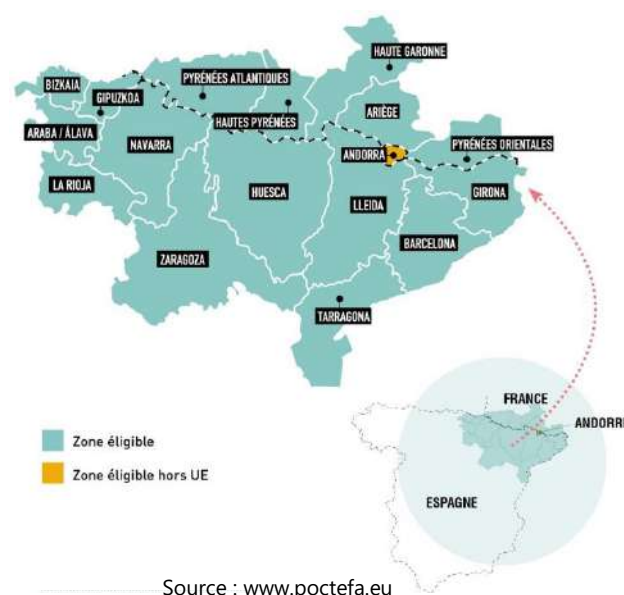 HAUTE GARONNE
PYRÉNÉES ATLANTIQUES
BIZKAIA
GIPUZKOA
ARIÈGE
HAUTES PYRÉNÉES
ARABA / ÁLAVA
NAVARRA
PYRÉNÉES ORIENTALES
ANDORRA
LA RIOJA
HUESCA
LLEIDA
GIRONA
BARCELONA
ZARAGOZA
TARRAGONA
FRANCE
ANDORRE
Zone éligible
Zone éligible hors UE
ESPAGNE
Source : www.poctefa.eu